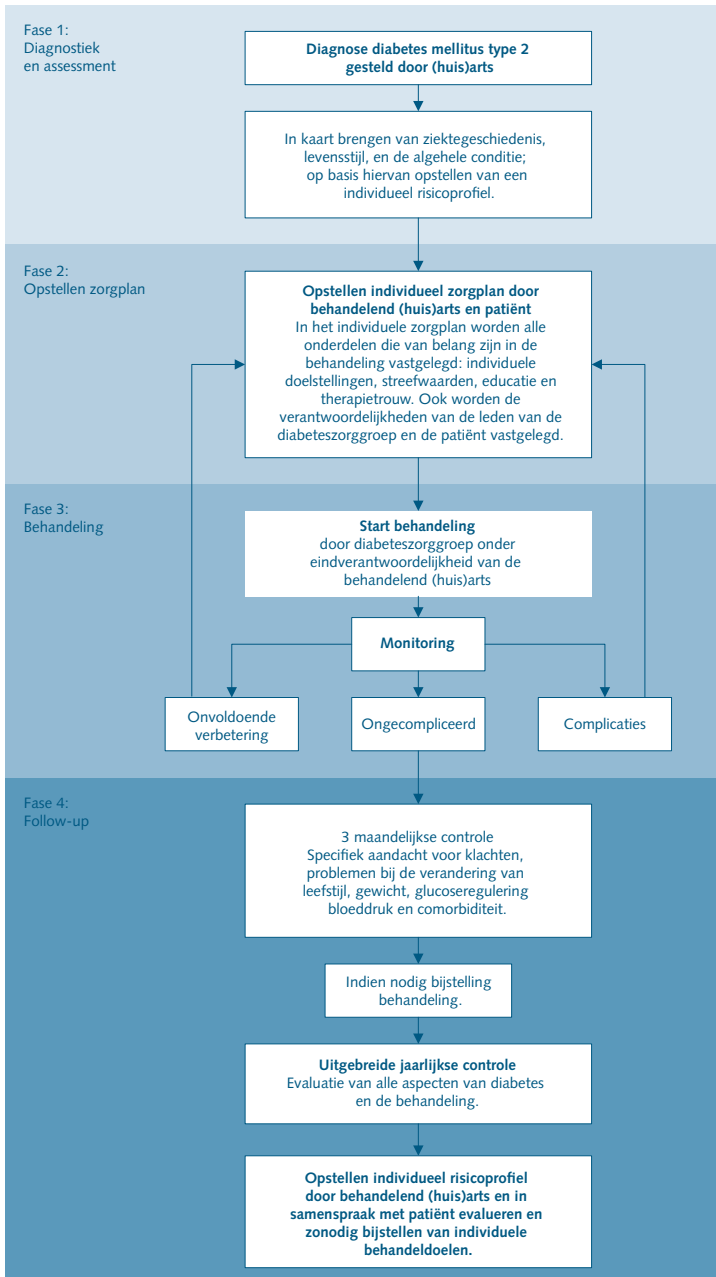 Fase 1:
Diagnostiek
en assessment
Diagnose diabetes mellitus type 2
gesteld door (huis)arts
In kaart brengen van ziektegeschiedenis,
levensstijl, en de algehele conditie;
op basis hiervan opstellen van een
individueel risicoprofiel.
Fase 2:
Opstellen zorgplan
Opstellen individueel zorgplan door
behandelend (huis)arts en patiënt
In het individuele zorgplan worden alle
onderdelen die van belang zijn in de
behandeling vastgelegd: individuele
doelstellingen, streefwaarden, educatie en
therapietrouw. Ook worden de
verantwoordelijkheden van de leden van de
diabeteszorggroep en de patiënt vastgelegd.
Fase 3:
Behandeling
Start behandeling
door diabeteszorggroep onder
eindverantwoordelijkheid van de
behandelend (huis)arts
Monitoring
Onvoldoende
verbetering
Ongecompliceerd
Complicaties
Fase 4:
Follow-up
3 maandelijkse controle
Specifiek aandacht voor klachten,
problemen bij de verandering van
leefstijl, gewicht, glucoseregulering
bloeddruk en comorbiditeit.
Indien nodig bijstelling
behandeling.
Uitgebreide jaarlijkse controle
Evaluatie van alle aspecten van diabetes
en de behandeling.
Opstellen individueel risicoprofiel
door behandelend (huis)arts en in
samenspraak met patiënt evalueren en
zonodig bijstellen van individuele
behandeldoelen.